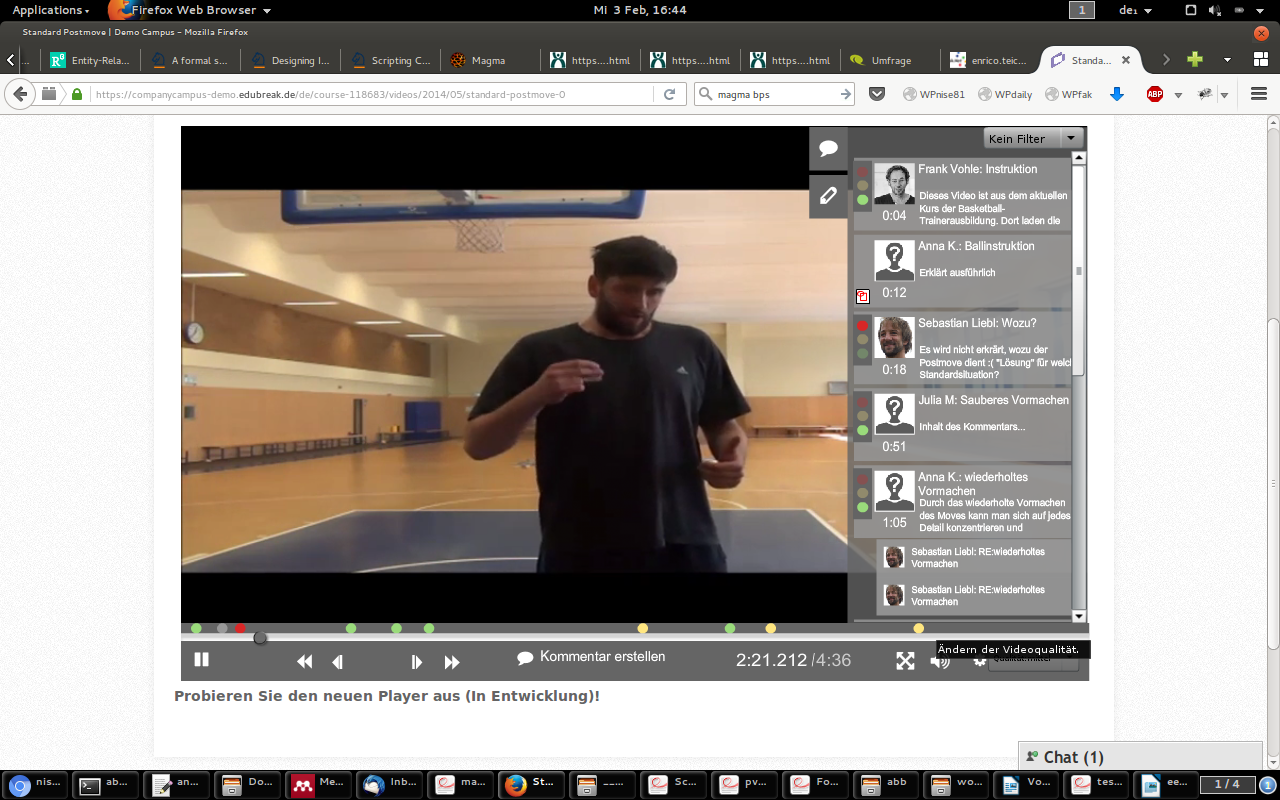 Applications
Firefox Web Browser
Mi 3 Feb, 16:44
1
de₁
Standard Postmove | Demo Campus – Mozilla Firefox
...
Entity-Rela...
A formal s...
Designing I...
Scripting C...
Magma
https....html
https....html
https....html
Umfrage
enrico.teic...
Standa...
https://companycampus-demo.edubreak.de/de/course-118683/videos/2014/05/standard-postmove-0
magma bps
WPnise81
WPdaily
WPfak
ABP
Kein Filter
Frank Vohle: Instruktion
Dieses Video ist aus dem aktuellen
Kurs der Basketball-
Trainerausbildung. Dort laden die
0:04
Anna K.: Ballinstruktion
Erklärt ausführlich
0:12
Sebastian Liebl: Wozu?
Es wird nicht erkrärt, wozu der
Postmove dient :( "Lösung" für welch
Standardsituation?
0:18
Julia M: Sauberes Vormachen
Inhalt des Kommentars...
0:51
Anna K.: wiederholtes
Vormachen
Durch das wiederholte Vormachen
des Moves kann man sich auf jedes
Detail konzentrieren und
1:05
Sebastian Liebl: RE:wiederholtes
Vormachen
Sebastian Liebl: RE:wiederholtes
Vormachen
Ändern der Videoqualität.
Kommentar erstellen
2:21.212 /4:36
Probieren Sie den neuen Player aus (In Entwicklung)!
Chat (1)
nis...
ab...
an...
Do...
Me...
Inb...
ma...
St...
__...
Sc...
pv...
Fo...
abb
wo...
Vo...
tes...
ee...
1 / 4
1